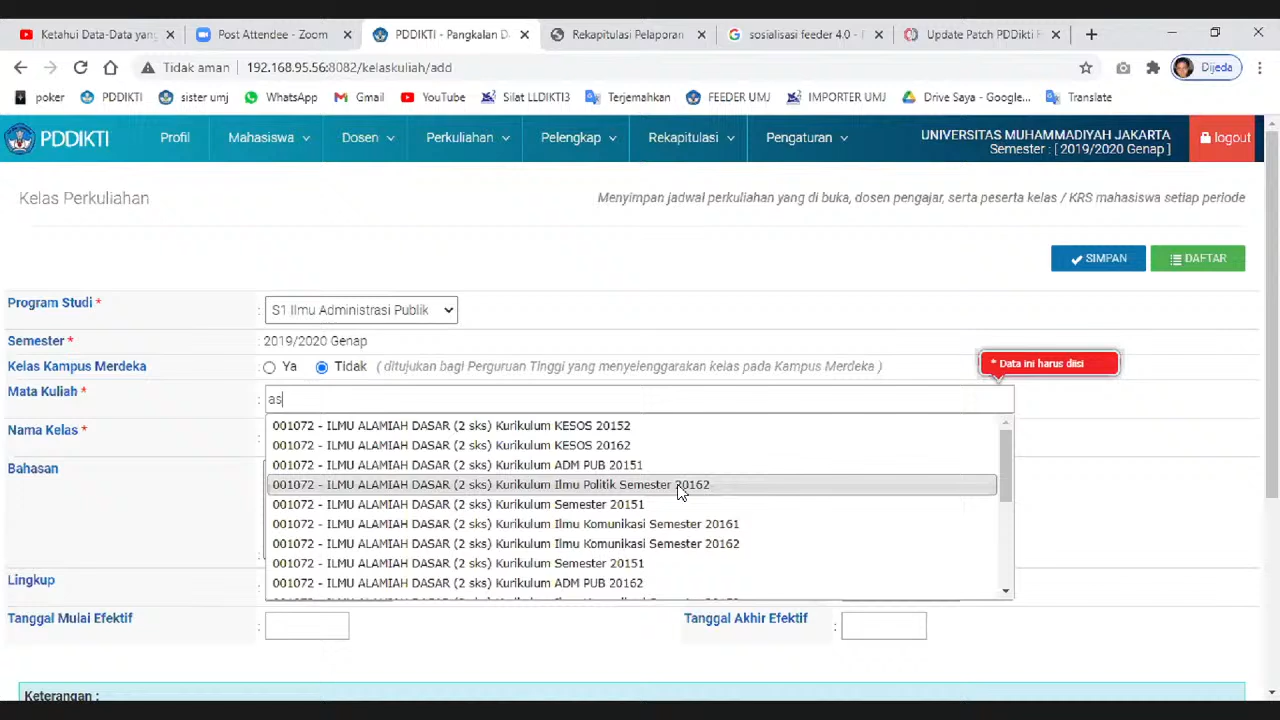 Ketahui Data-Data yang
Post Attendee - Zoom
PDDIKTI - Pangkalan D
Rekapitulasi Pelaporan
sosialisasi feeder 4.0 -
Update Patch PDDikti F
Tidak aman 192.168.95.56:8082/kelaskuliah/add
Dijeda
poker PDDIKTI sister umj WhatsApp Gmail YouTube Silat LLDIKTI3 Terjemahkan FEEDER UMJ IMPORTER UMJ Drive Saya - Google... Translate
PDDIKTI Profil Mahasiswa Dosen Perkuliahan Pelengkap Rekapitulasi Pengaturan
UNIVERSITAS MUHAMMADIYAH JAKARTA
Semester : [ 2019/2020 Genap ]
logout
Kelas Perkuliahan
Menyimpan jadwal perkuliahan yang di buka, dosen pengajar, serta peserta kelas / KRS mahasiswa setiap periode
SIMPAN DAFTAR
Program Studi * : S1 Ilmu Administrasi Publik
Semester * : 2019/2020 Genap
Kelas Kampus Merdeka : Ya Tidak ( ditujukan bagi Perguruan Tinggi yang menyelenggarakan kelas pada Kampus Merdeka )
* Data ini harus diisi
Mata Kuliah * : as
001072 - ILMU ALAMIAH DASAR (2 sks) Kurikulum KESOS 20152
001072 - ILMU ALAMIAH DASAR (2 sks) Kurikulum KESOS 20162
001072 - ILMU ALAMIAH DASAR (2 sks) Kurikulum ADM PUB 20151
001072 - ILMU ALAMIAH DASAR (2 sks) Kurikulum Ilmu Politik Semester 20162
001072 - ILMU ALAMIAH DASAR (2 sks) Kurikulum Semester 20151
001072 - ILMU ALAMIAH DASAR (2 sks) Kurikulum Ilmu Komunikasi Semester 20161
001072 - ILMU ALAMIAH DASAR (2 sks) Kurikulum Ilmu Komunikasi Semester 20162
001072 - ILMU ALAMIAH DASAR (2 sks) Kurikulum Semester 20151
001072 - ILMU ALAMIAH DASAR (2 sks) Kurikulum ADM PUB 20162
Nama Kelas * :
Bahasan
:
Lingkup :
Tanggal Mulai Efektif :
Tanggal Akhir Efektif :
Keterangan :